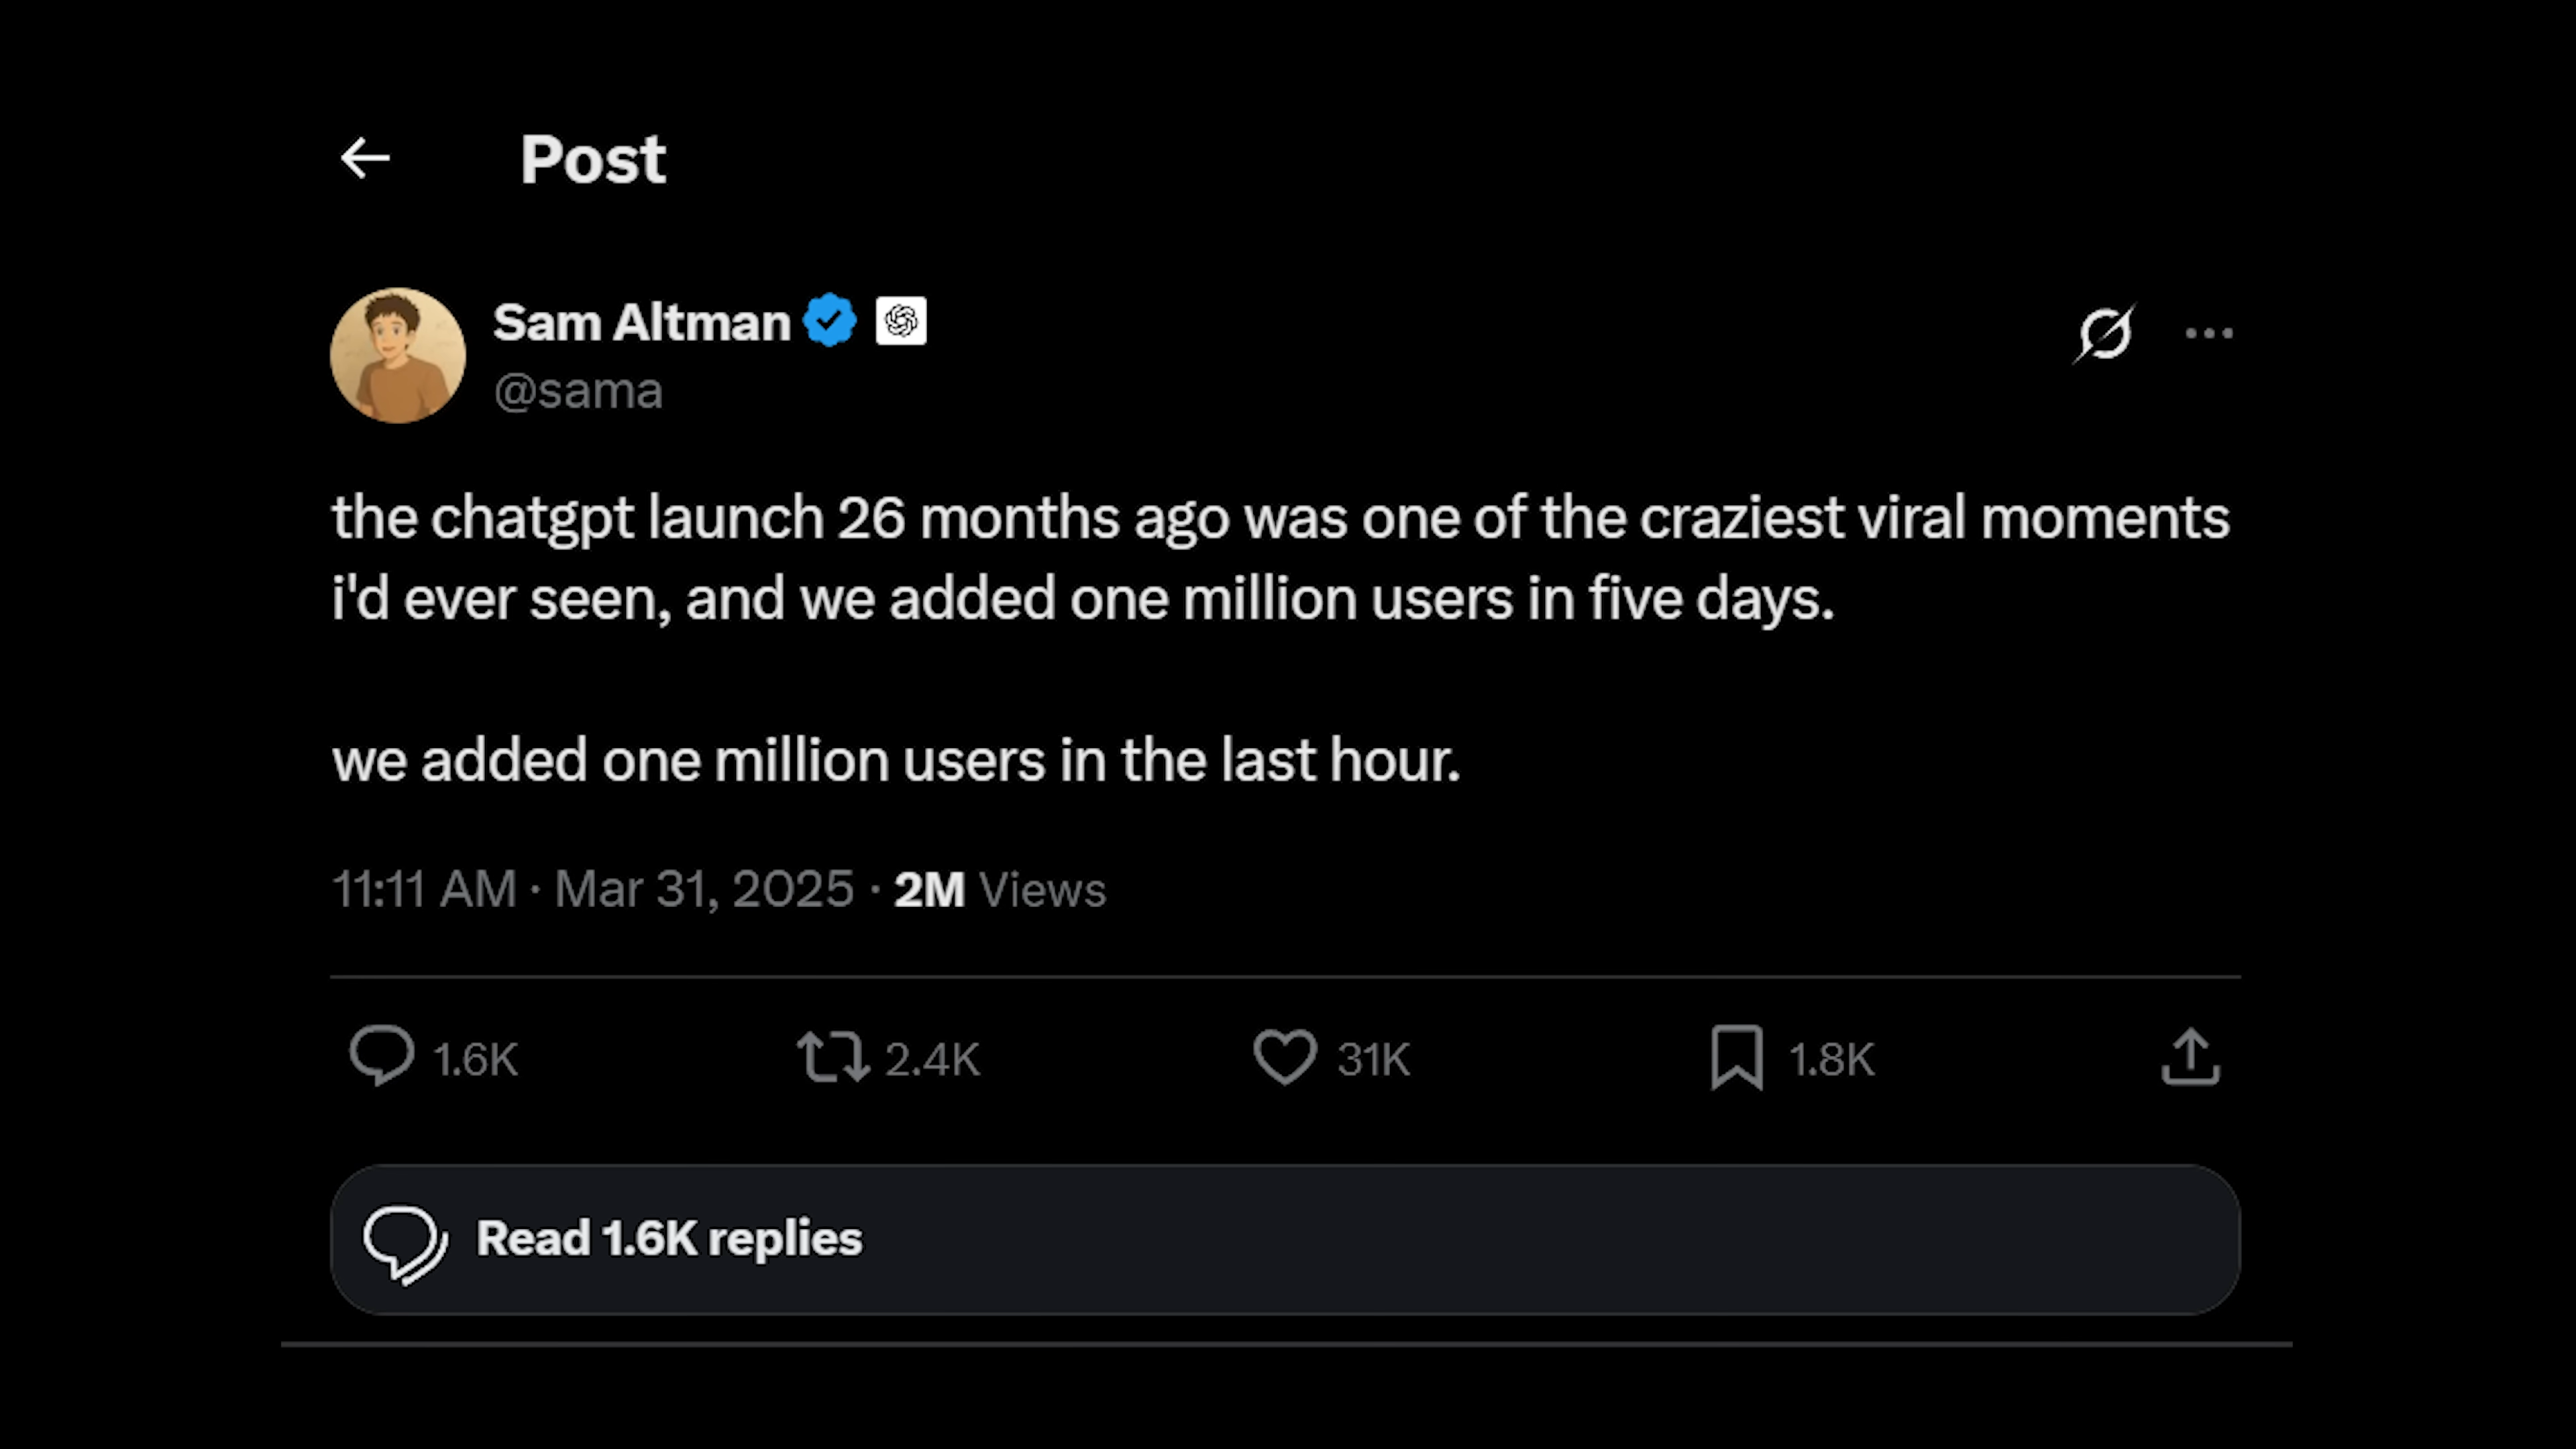 Post
Sam Altman
@sama
the chatgpt launch 26 months ago was one of the craziest viral moments
i'd ever seen, and we added one million users in five days.
we added one million users in the last hour.
11:11 AM · Mar 31, 2025 · 2M Views
1.6K 2.4K 31K 1.8K
Read 1.6K replies